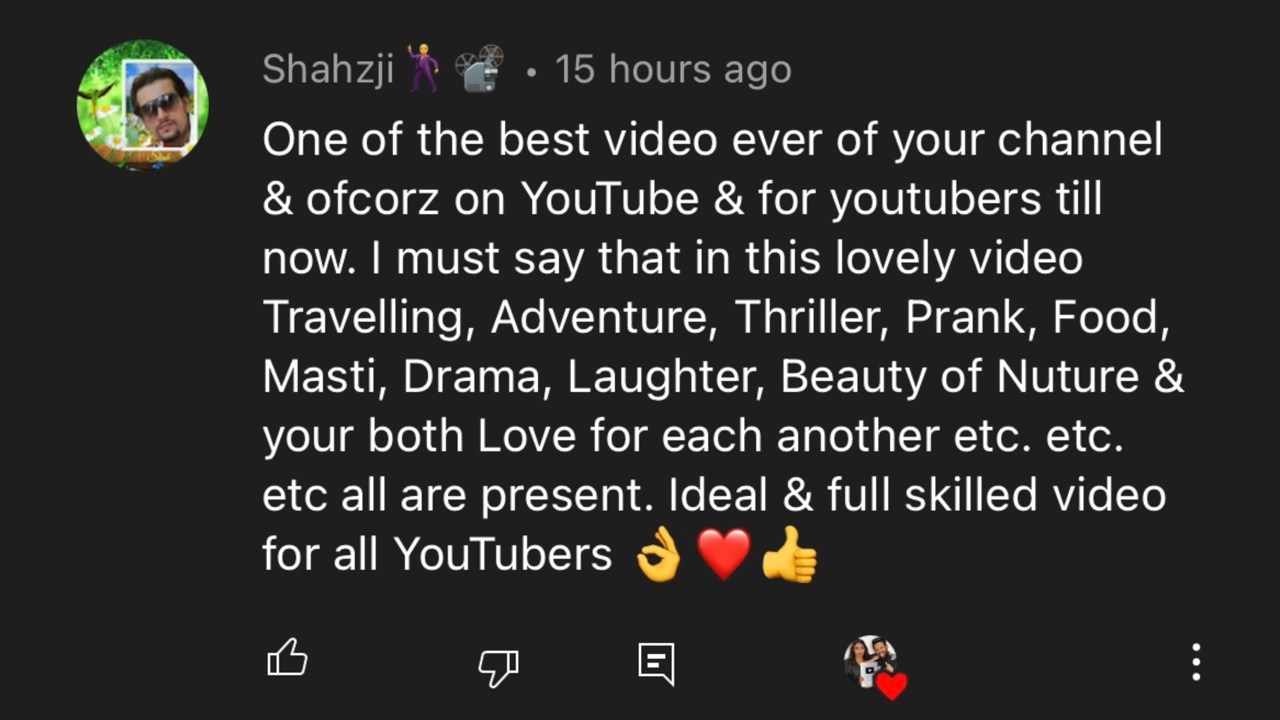 Shahzji 🕺📽️ • 15 hours ago
One of the best video ever of your channel
& ofcorz on YouTube & for youtubers till
now. I must say that in this lovely video
Travelling, Adventure, Thriller, Prank, Food,
Masti, Drama, Laughter, Beauty of Nuture &
your both Love for each another etc. etc.
etc all are present. Ideal & full skilled video
for all YouTubers 👌❤️👍